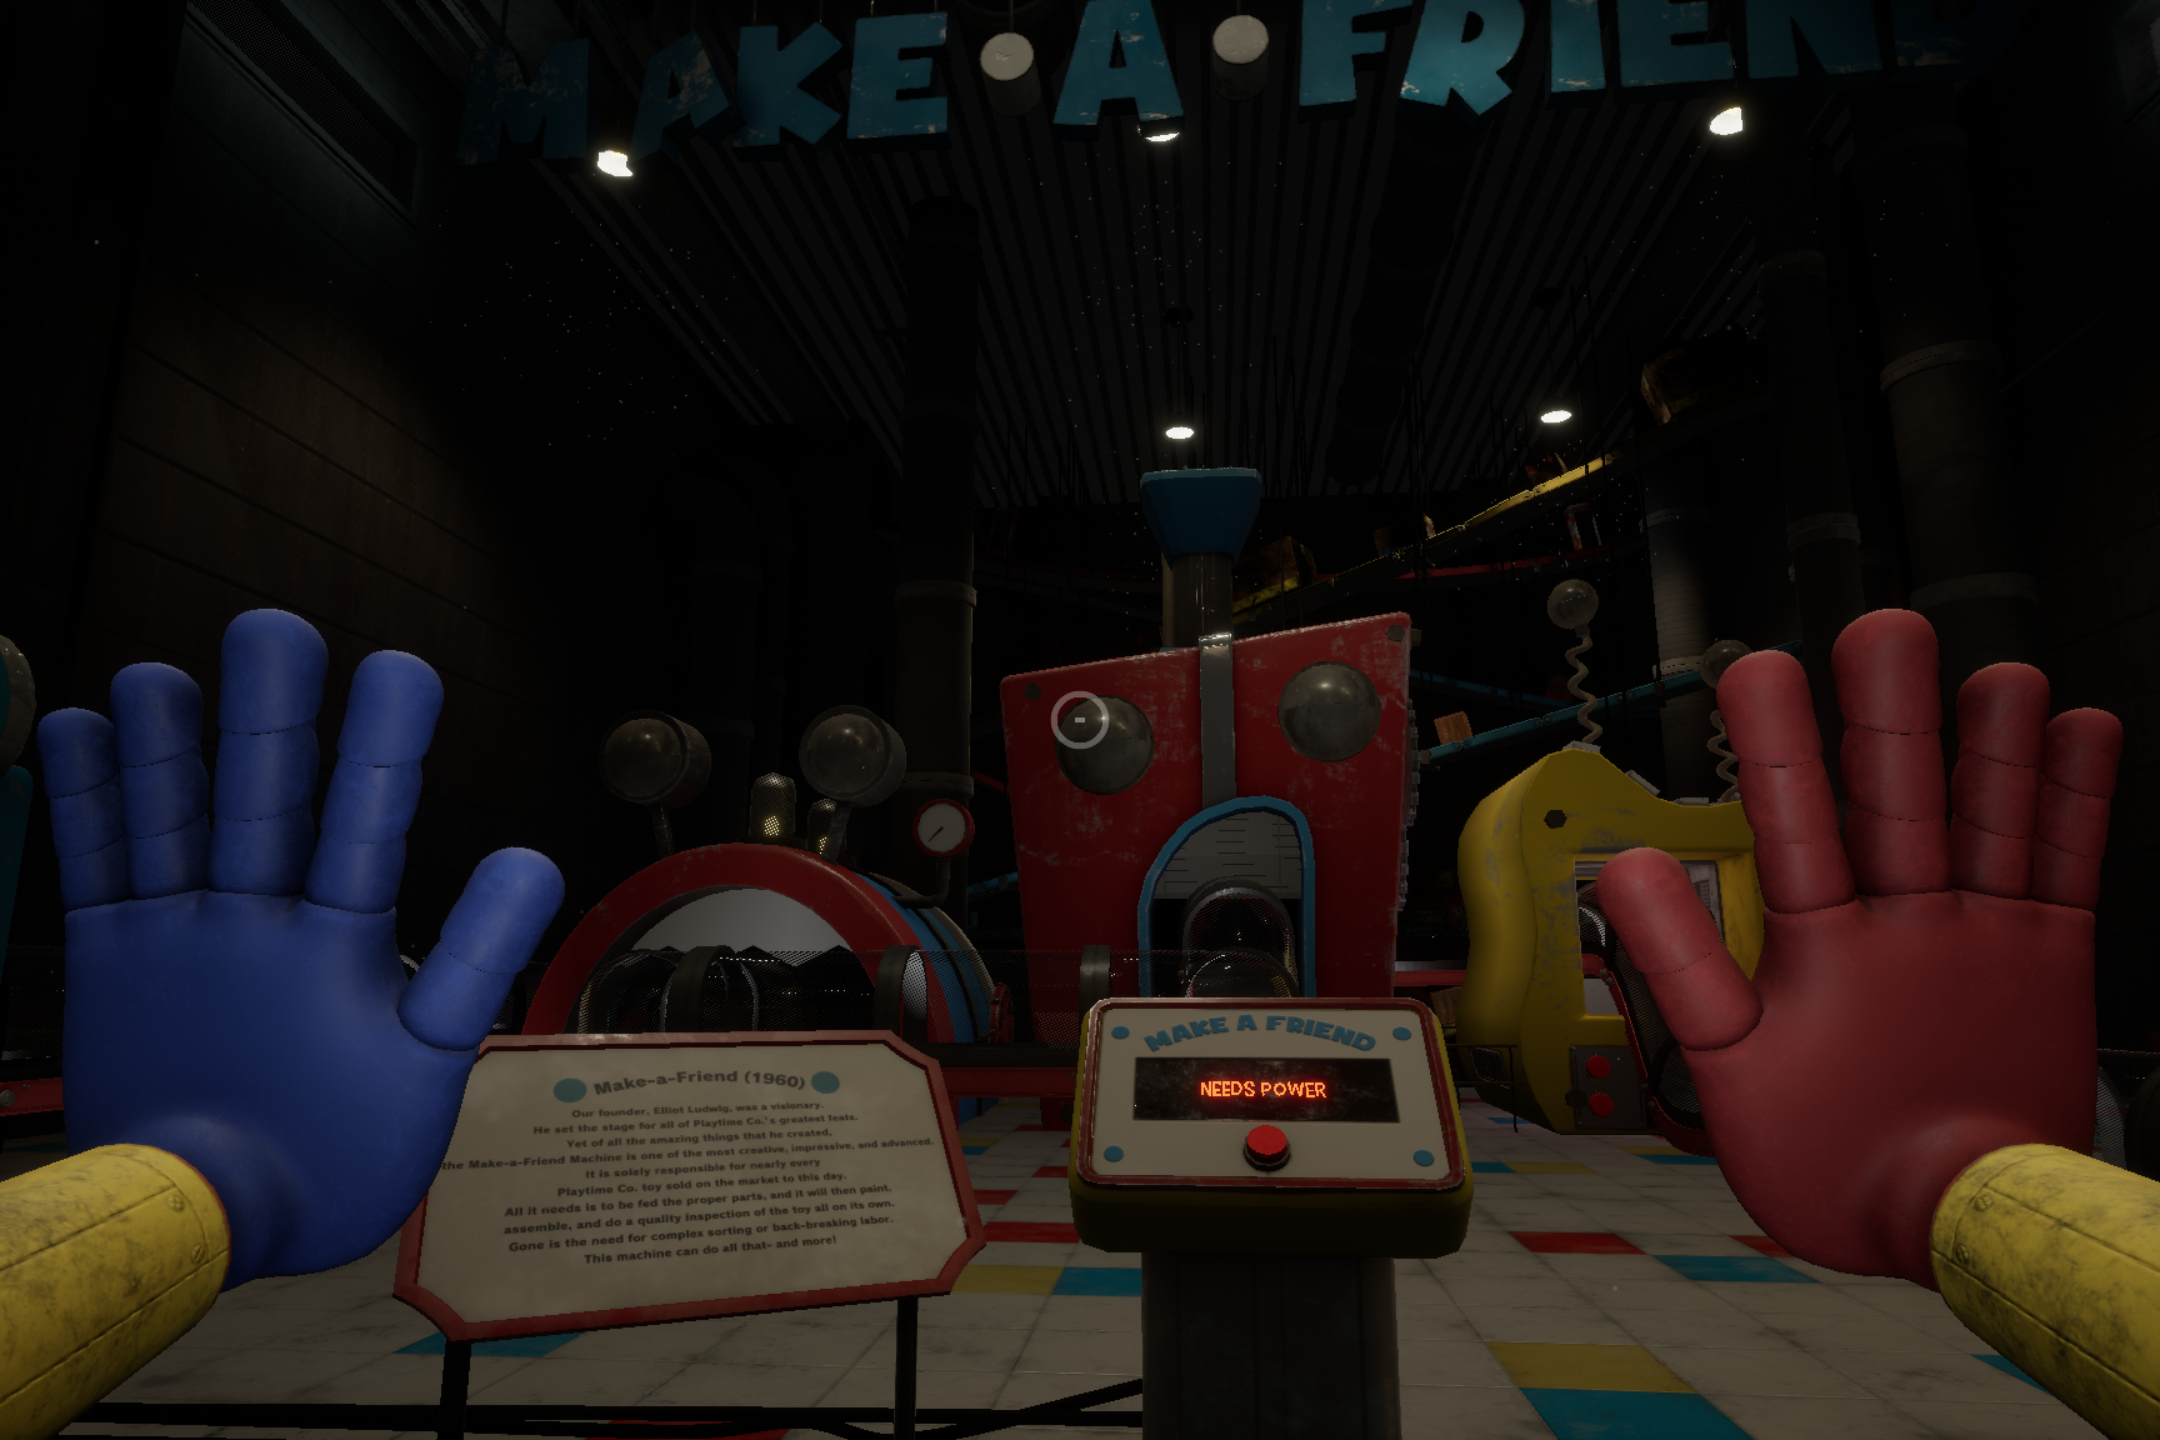 MAKE A FRIEND
Make-a-Friend (1960)
Our founder, Elliot Ludwig, was a visionary.
He set the stage for all of Playtime Co.'s greatest feats.
Yet of all the amazing things that he created,
the Make-a-Friend Machine is one of the most creative, impressive, and advanced.
It is solely responsible for nearly every
Playtime Co. toy sold on the market to this day.
All it needs is to be fed the proper parts, and it will then paint,
assemble, and do a quality inspection of the toy all on its own.
Gone is the need for complex sorting or back-breaking labor.
This machine can do all that- and more!
MAKE A FRIEND
NEEDS POWER